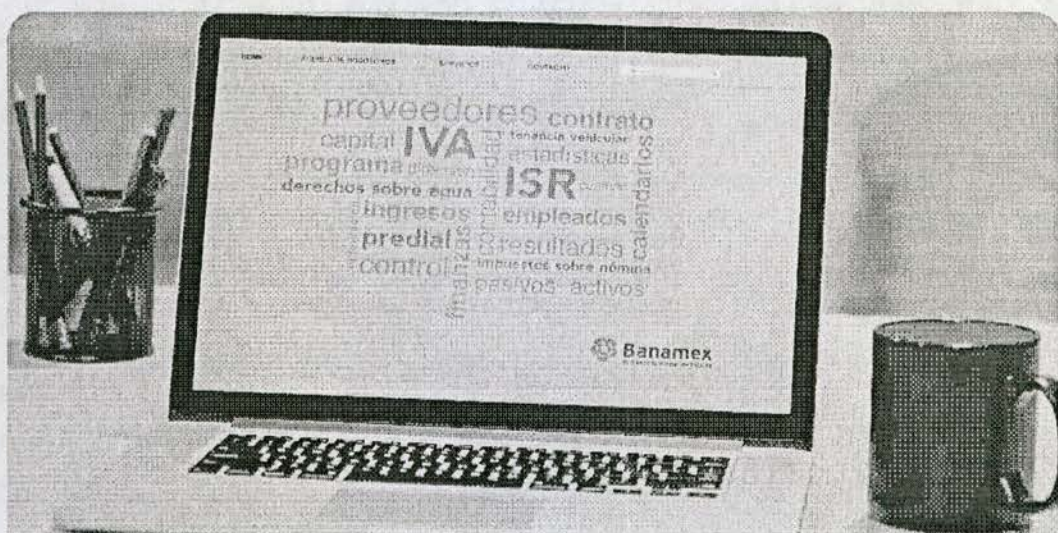 HOME
proveedores contrato
capital IVA tenencia vehicular
estadísticas
programa
derechos sobre agua ISR
ingresos empleados
predial resultados
control impuestos sobre nómina
pasivos activos
finanzas
calendarios
Banamex